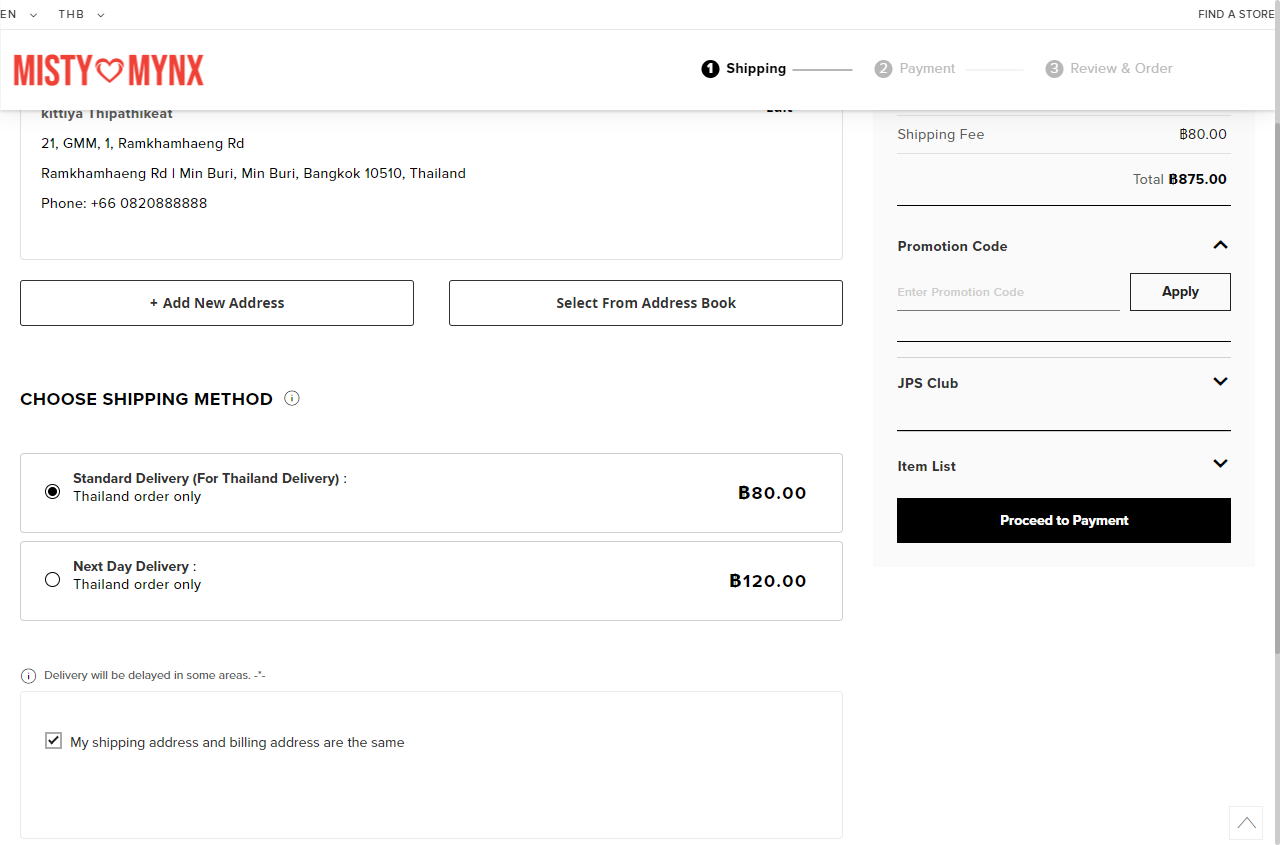 EN THB FIND A STORE
MISTY MYNX
1 Shipping 2 Payment 3 Review & Order
kittiya Thipathikeat
Edit
21, GMM, 1, Ramkhamhaeng Rd
Ramkhamhaeng Rd | Min Buri, Min Buri, Bangkok 10510, Thailand
Phone: +66 0820888888
+ Add New Address
Select From Address Book
CHOOSE SHIPPING METHOD
Standard Delivery (For Thailand Delivery) :
Thailand order only
฿80.00
Next Day Delivery :
Thailand order only
฿120.00
Delivery will be delayed in some areas. -*-
My shipping address and billing address are the same
Shipping Fee ฿80.00
Total ฿875.00
Promotion Code
Enter Promotion Code
Apply
JPS Club
Item List
Proceed to Payment